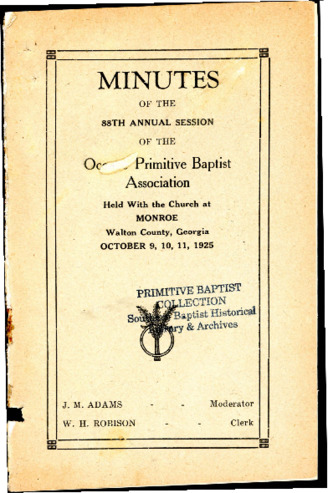 MINUTES
OF THE
88TH ANNUAL SESSION
OF THE
Primitive Baptist
Association
Held With the Church at
MONROE
Walton County, Georgia
OCTOBER 9, 10, 11, 1925
PRIMITIVE BAPTIST
COLLECTION
Baptist Historical
& Archives
J. M. ADAMS - - Moderator
W. H. ROBISON - - Clerk